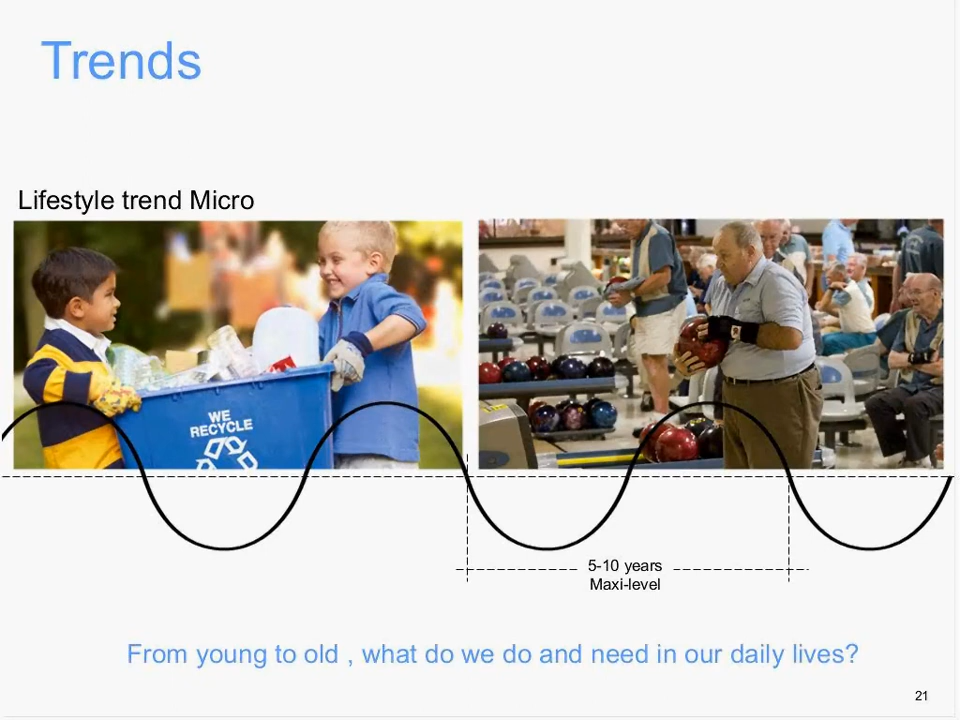 Trends
Lifestyle trend Micro
WE
RECYCLE
5-10 years
Maxi-level
From young to old , what do we do and need in our daily lives?
21